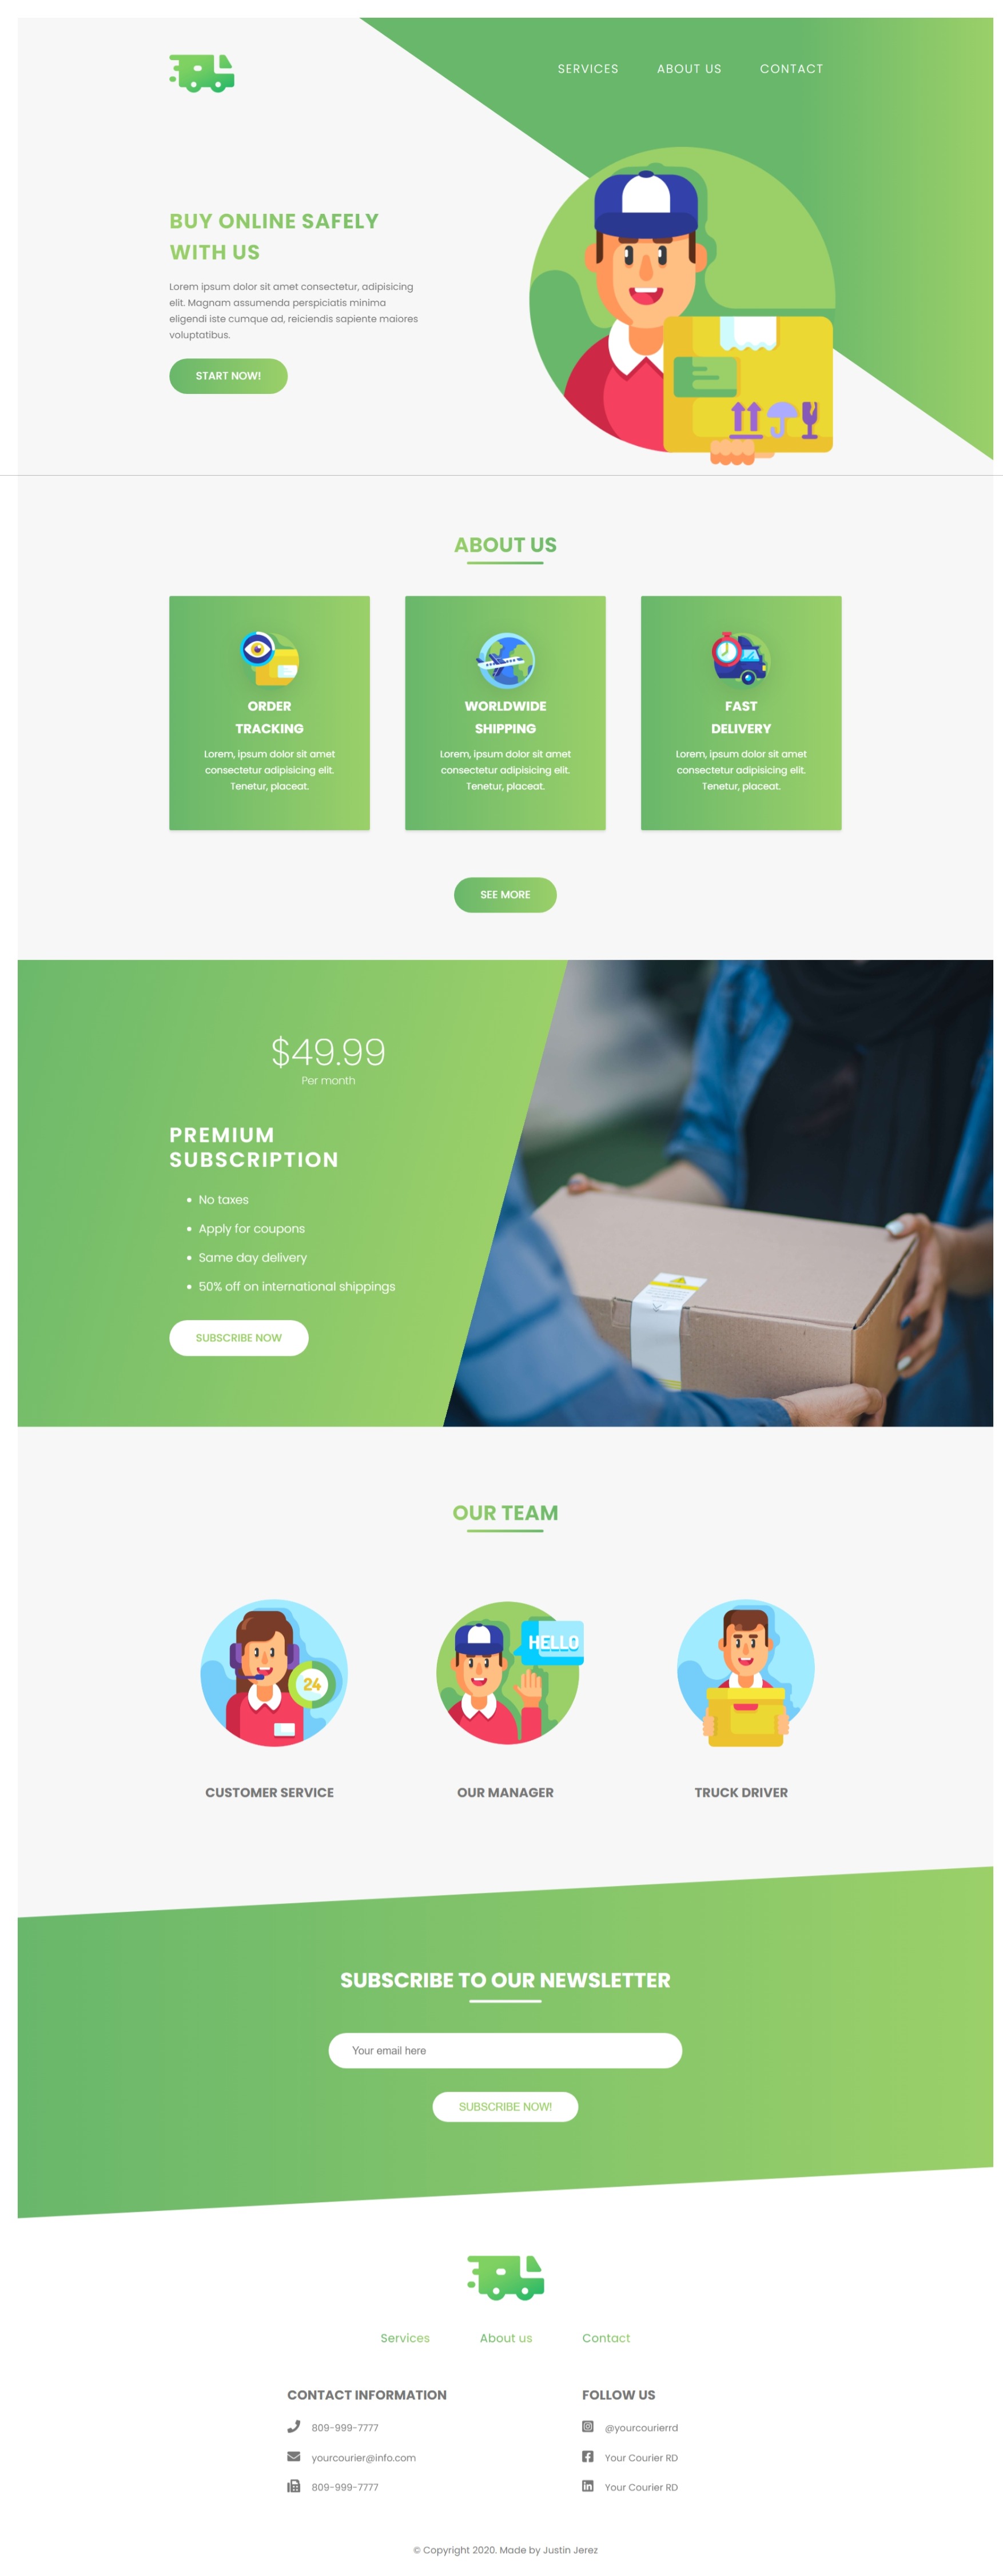 SERVICES ABOUT US CONTACT
BUY ONLINE SAFELY
WITH US
Lorem ipsum dolor sit amet consectetur, adipisicing
elit. Magnam assumenda perspiciatis minima
eligendi iste cumque ad, reiciendis sapiente maiores
voluptatibus.
START NOW!
ABOUT US
ORDER
TRACKING
Lorem, ipsum dolor sit amet
consectetur adipisicing elit.
Tenetur, placeat.
WORLDWIDE
SHIPPING
Lorem, ipsum dolor sit amet
consectetur adipisicing elit.
Tenetur, placeat.
FAST
DELIVERY
Lorem, ipsum dolor sit amet
consectetur adipisicing elit.
Tenetur, placeat.
SEE MORE
$49.99
Per month
PREMIUM
SUBSCRIPTION
No taxes
Apply for coupons
Same day delivery
50% off on international shippings
SUBSCRIBE NOW
OUR TEAM
24
HELLO
CUSTOMER SERVICE
OUR MANAGER
TRUCK DRIVER
SUBSCRIBE TO OUR NEWSLETTER
Your email here
SUBSCRIBE NOW!
Services About us Contact
CONTACT INFORMATION
809-999-7777
yourcourier@info.com
809-999-7777
FOLLOW US
@yourcourierrd
Your Courier RD
Your Courier RD
© Copyright 2020. Made by Justin Jerez